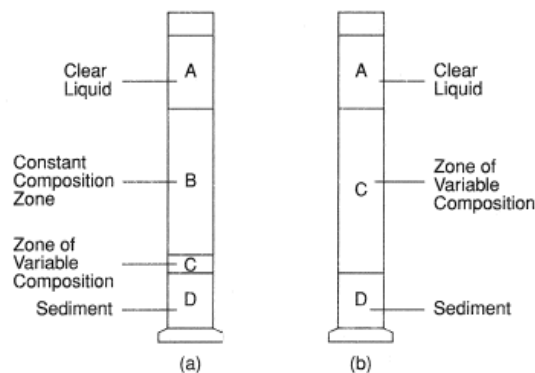 A
Clear
Liquid
Constant
Composition
Zone
B
Zone of
Variable
Composition
C
D
Sediment
(a)
A
Clear
Liquid
C
Zone of
Variable
Composition
D
Sediment
(b)